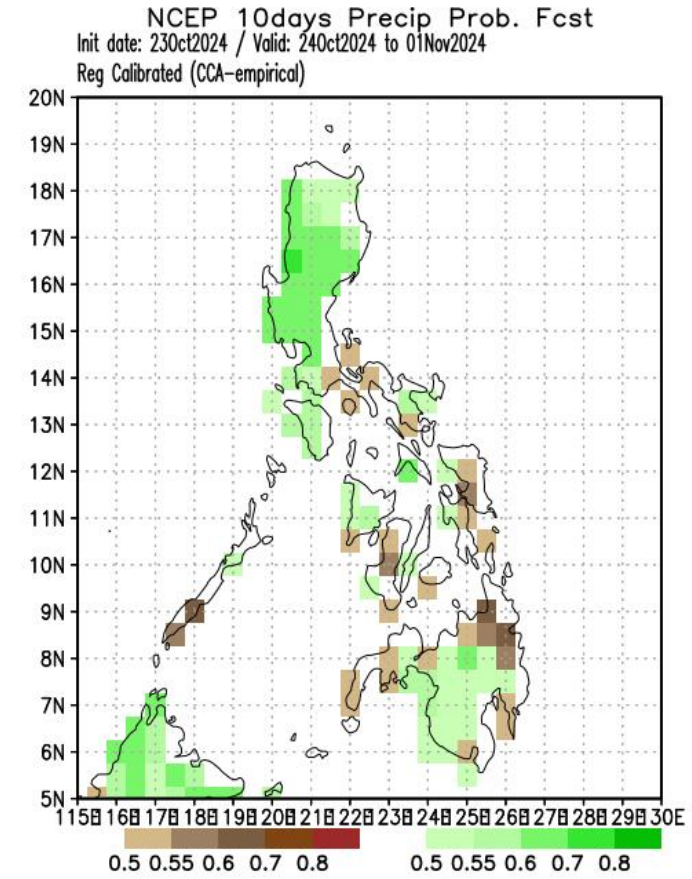 NCEP 10days Precip Prob. Fcst
Init date: 23Oct2024 / Valid: 24Oct2024 to 01Nov2024
Reg Calibrated (CCA-empirical)
20N
19N
18N
17N
16N
15N
14N
13N
12N
11N
10N
9N
8N
7N
6N
5N
115E 116E 117E 118E 119E 120E 121E 122E 123E 124E 125E 126E 127E 128E 129E 130E
0.5 0.55 0.6 0.7 0.8 0.5 0.55 0.6 0.7 0.8